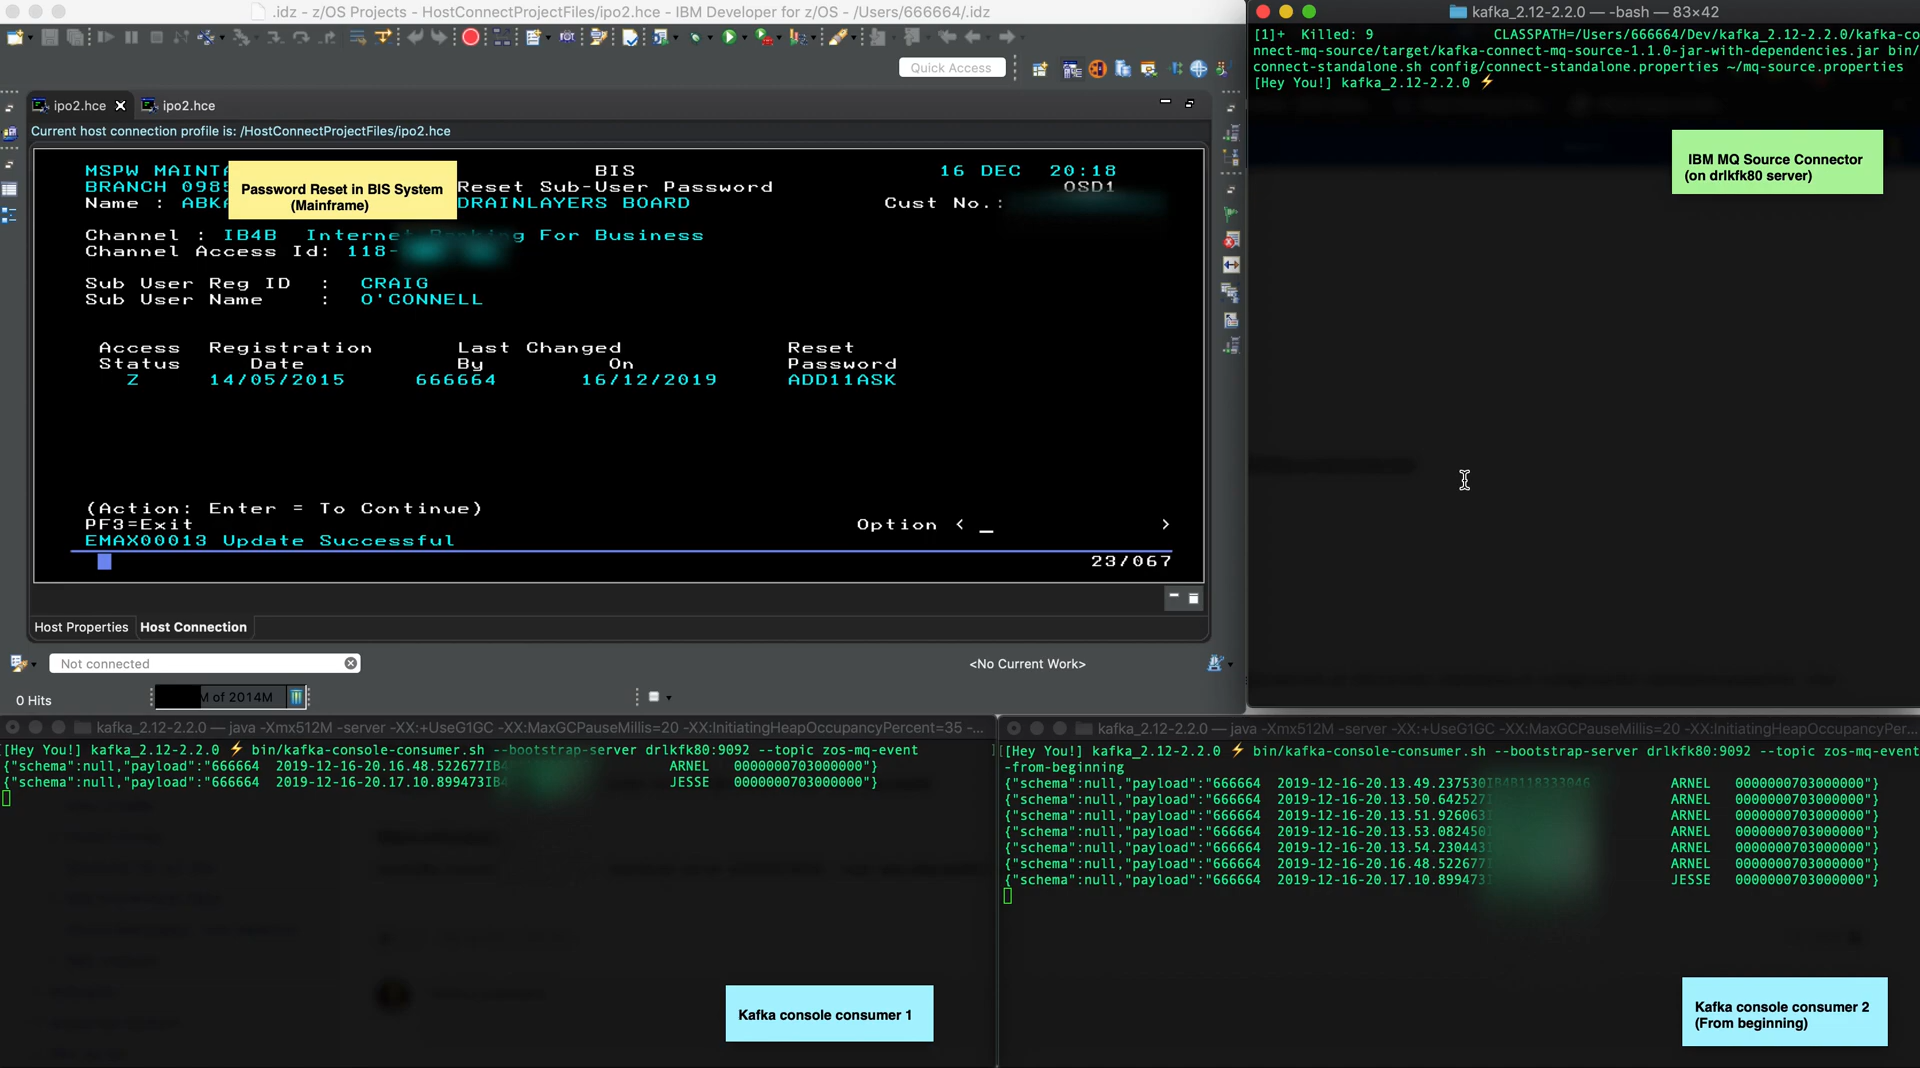 .idz - z/OS Projects - HostConnectProjectFiles/ipo2.hce - IBM Developer for z/OS - /Users/666664/.idz
Quick Access
ipo2.hce
ipo2.hce
Current host connection profile is: /HostConnectProjectFiles/ipo2.hce
BIS 16 DEC 20:18
Password Reset in BIS System
(Mainframe)
Reset Sub-User Password OSD1
DRAINLAYERS BOARD Cust No.:
Channel : IB4B For Business
Channel Access Id: 118-
Sub User Reg ID : CRAIG
Sub User Name : O'CONNELL
Access Registration Last Changed Reset
Status Date By On Password
Z 14/05/2015 666664 16/12/2019 ADD11ASK
(Action: Enter = To Continue)
PF3=Exit Option < _ >
EMAX00013 Update Successful
23/067
Host Properties Host Connection
Not connected
<No Current Work>
0 Hits
M of 2014M
kafka_2.12-2.2.0 — -bash — 83×42
[1]+ Killed: 9 CLASSPATH=/Users/666664/Dev/kafka_2.12-2.2.0/kafka-co
nnect-mq-source/target/kafka-connect-mq-source-1.1.0-jar-with-dependencies.jar bin/
connect-standalone.sh config/connect-standalone.properties ~/mq-source.properties
[Hey You!] kafka_2.12-2.2.0 ⚡
IBM MQ Source Connector
(on drlkfk80 server)
kafka_2.12-2.2.0 — java -Xmx512M -server -XX:+UseG1GC -XX:MaxGCPauseMillis=20 -XX:InitiatingHeapOccupancyPercent=35 -...
[Hey You!] kafka_2.12-2.2.0 ⚡ bin/kafka-console-consumer.sh --bootstrap-server drlkfk80:9092 --topic zos-mq-event
{"schema":null,"payload":"666664 2019-12-16-20.16.48.522677IB4 ARNEL 0000000703000000"}
{"schema":null,"payload":"666664 2019-12-16-20.17.10.899473IB4 JESSE 0000000703000000"}
Kafka console consumer 1
kafka_2.12-2.2.0 — java -Xmx512M -server -XX:+UseG1GC -XX:MaxGCPauseMillis=20 -XX:InitiatingHeapOccupancyPer...
[Hey You!] kafka_2.12-2.2.0 ⚡ bin/kafka-console-consumer.sh --bootstrap-server drlkfk80:9092 --topic zos-mq-event
-from-beginning
{"schema":null,"payload":"666664 2019-12-16-20.13.49.237530 ARNEL 0000000703000000"}
{"schema":null,"payload":"666664 2019-12-16-20.13.50.642527 ARNEL 0000000703000000"}
{"schema":null,"payload":"666664 2019-12-16-20.13.51.926063 ARNEL 0000000703000000"}
{"schema":null,"payload":"666664 2019-12-16-20.13.53.082450 ARNEL 0000000703000000"}
{"schema":null,"payload":"666664 2019-12-16-20.13.54.230443 ARNEL 0000000703000000"}
{"schema":null,"payload":"666664 2019-12-16-20.16.48.522677 ARNEL 0000000703000000"}
{"schema":null,"payload":"666664 2019-12-16-20.17.10.899473 JESSE 0000000703000000"}
Kafka console consumer 2
(From beginning)